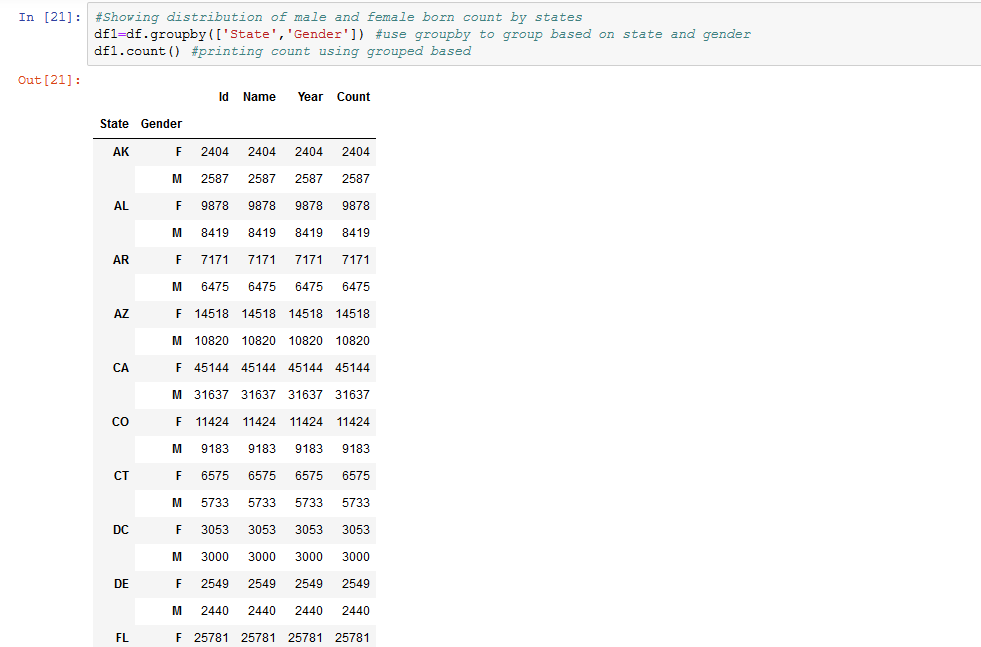 In [21]: #Showing distribution of male and female born count by states
df1=df.groupby(['State','Gender']) #use groupby to group based on state and gender
df1.count() #printing count using grouped based
Out[21]:
Id Name Year Count
State Gender
AK F 2404 2404 2404 2404
M 2587 2587 2587 2587
AL F 9878 9878 9878 9878
M 8419 8419 8419 8419
AR F 7171 7171 7171 7171
M 6475 6475 6475 6475
AZ F 14518 14518 14518 14518
M 10820 10820 10820 10820
CA F 45144 45144 45144 45144
M 31637 31637 31637 31637
CO F 11424 11424 11424 11424
M 9183 9183 9183 9183
CT F 6575 6575 6575 6575
M 5733 5733 5733 5733
DC F 3053 3053 3053 3053
M 3000 3000 3000 3000
DE F 2549 2549 2549 2549
M 2440 2440 2440 2440
FL F 25781 25781 25781 25781